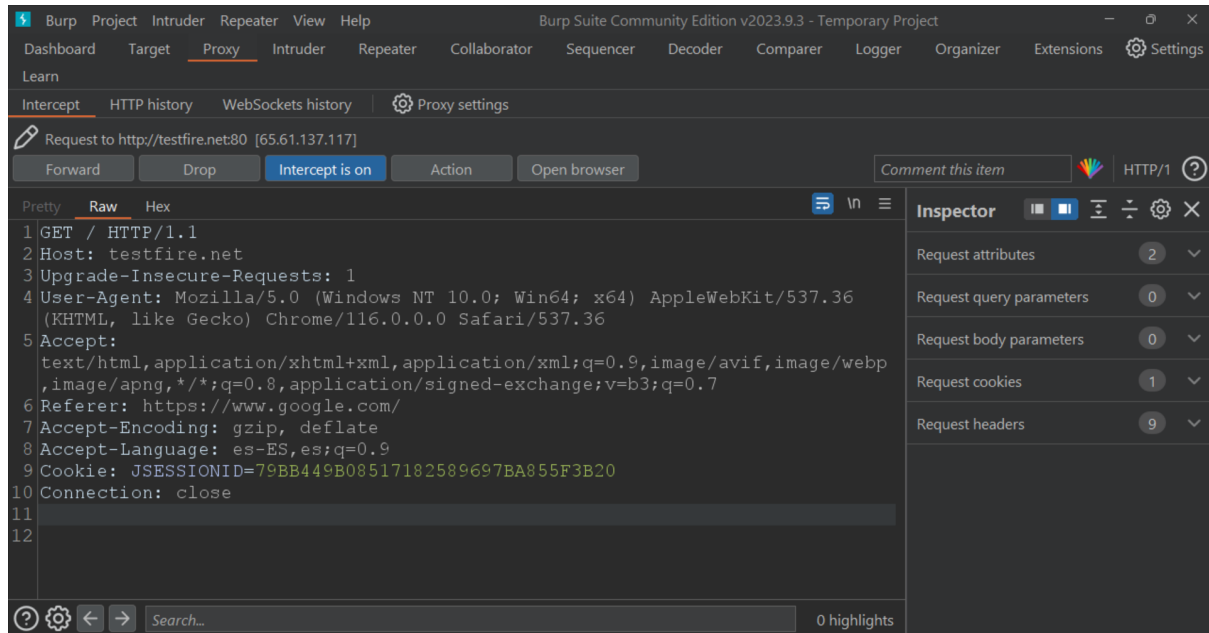 Burp Project Intruder Repeater View Help Burp Suite Community Edition v2023.9.3 - Temporary Project
Dashboard Target Proxy Intruder Repeater Collaborator Sequencer Decoder Comparer Logger Organizer Extensions Settings
Learn
Intercept HTTP history WebSockets history Proxy settings
Request to http://testfire.net:80 [65.61.137.117]
Forward Drop Intercept is on Action Open browser Comment this item HTTP/1 ?
Pretty Raw Hex \n Inspector
1 GET / HTTP/1.1
2 Host: testfire.net
3 Upgrade-Insecure-Requests: 1
4 User-Agent: Mozilla/5.0 (Windows NT 10.0; Win64; x64) AppleWebKit/537.36
(KHTML, like Gecko) Chrome/116.0.0.0 Safari/537.36
5 Accept:
text/html,application/xhtml+xml,application/xml;q=0.9,image/avif,image/webp
,image/apng,*/*;q=0.8,application/signed-exchange;v=b3;q=0.7
6 Referer: https://www.google.com/
7 Accept-Encoding: gzip, deflate
8 Accept-Language: es-ES,es;q=0.9
9 Cookie: JSESSIONID=79BB449B08517182589697BA855F3B20
10 Connection: close
11
12
Request attributes 2
Request query parameters 0
Request body parameters 0
Request cookies 1
Request headers 9
? Search... 0 highlights